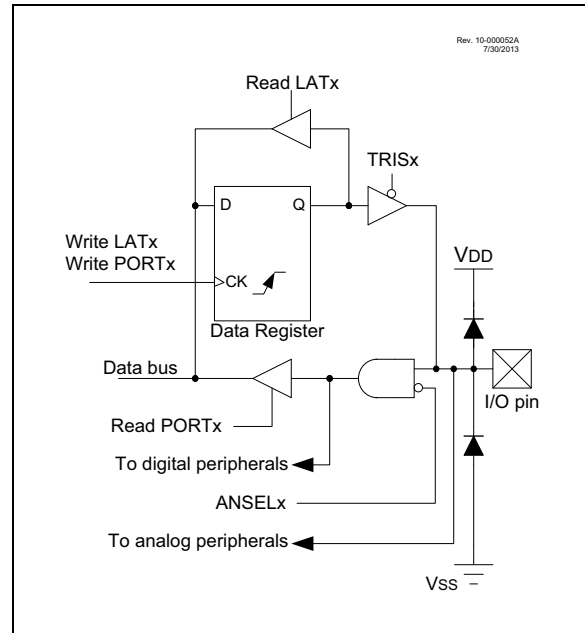 Rev. 10-000052A
7/30/2013
Read LATx
TRISx
D
Q
Write LATx
Write PORTx
CK
VDD
Data Register
Data bus
I/O pin
Read PORTx
To digital peripherals
ANSELx
To analog peripherals
VSS